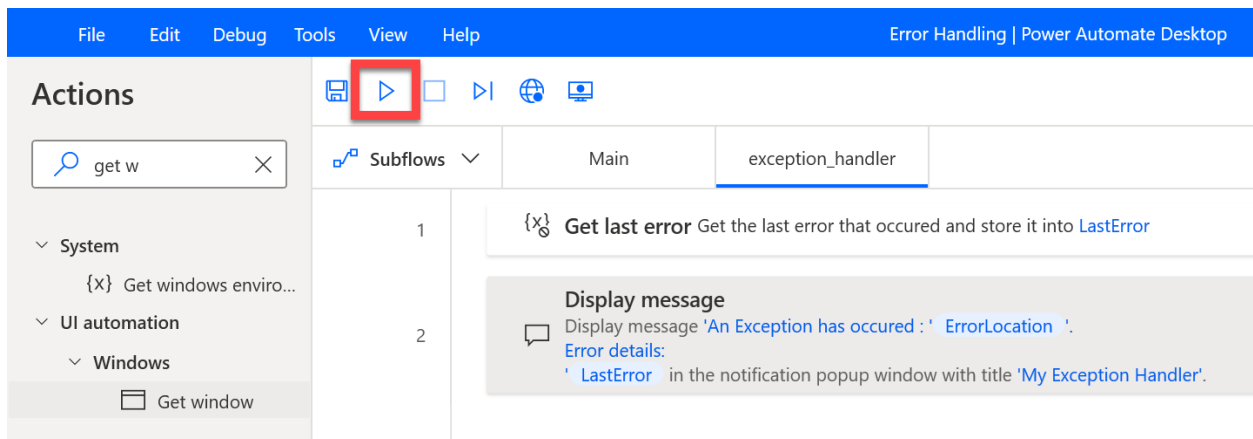 File Edit Debug Tools View Help Error Handling | Power Automate Desktop
Actions
get w
Subflows Main exception_handler
System
{x} Get windows enviro...
UI automation
Windows
Get window
1
{x} Get last error Get the last error that occured and store it into LastError
2
Display message
Display message 'An Exception has occured : ' ErrorLocation '.
Error details:
' LastError in the notification popup window with title 'My Exception Handler'.